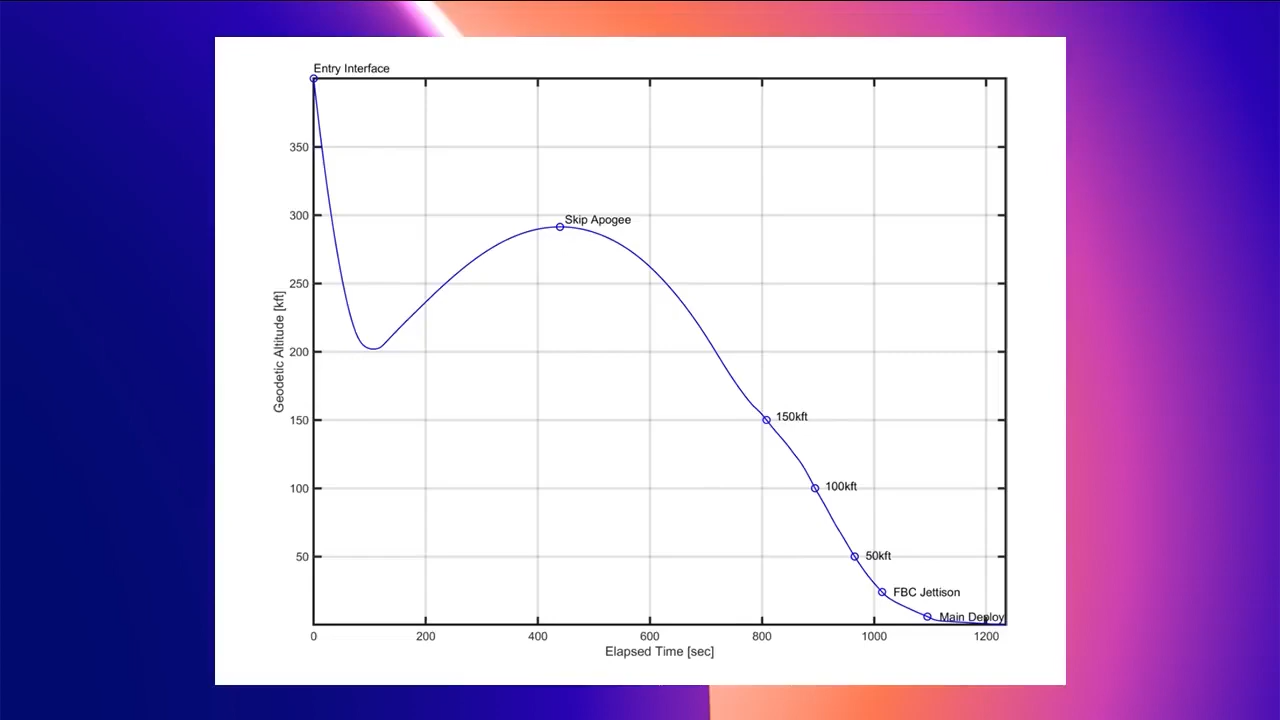 Entry Interface
350
300
250
200
150
100
50
Geodetic Altitude [kft]
Skip Apogee
150kft
100kft
50kft
FBC Jettison
Main Deploy
0
200
400
600
800
1000
1200
Elapsed Time [sec]